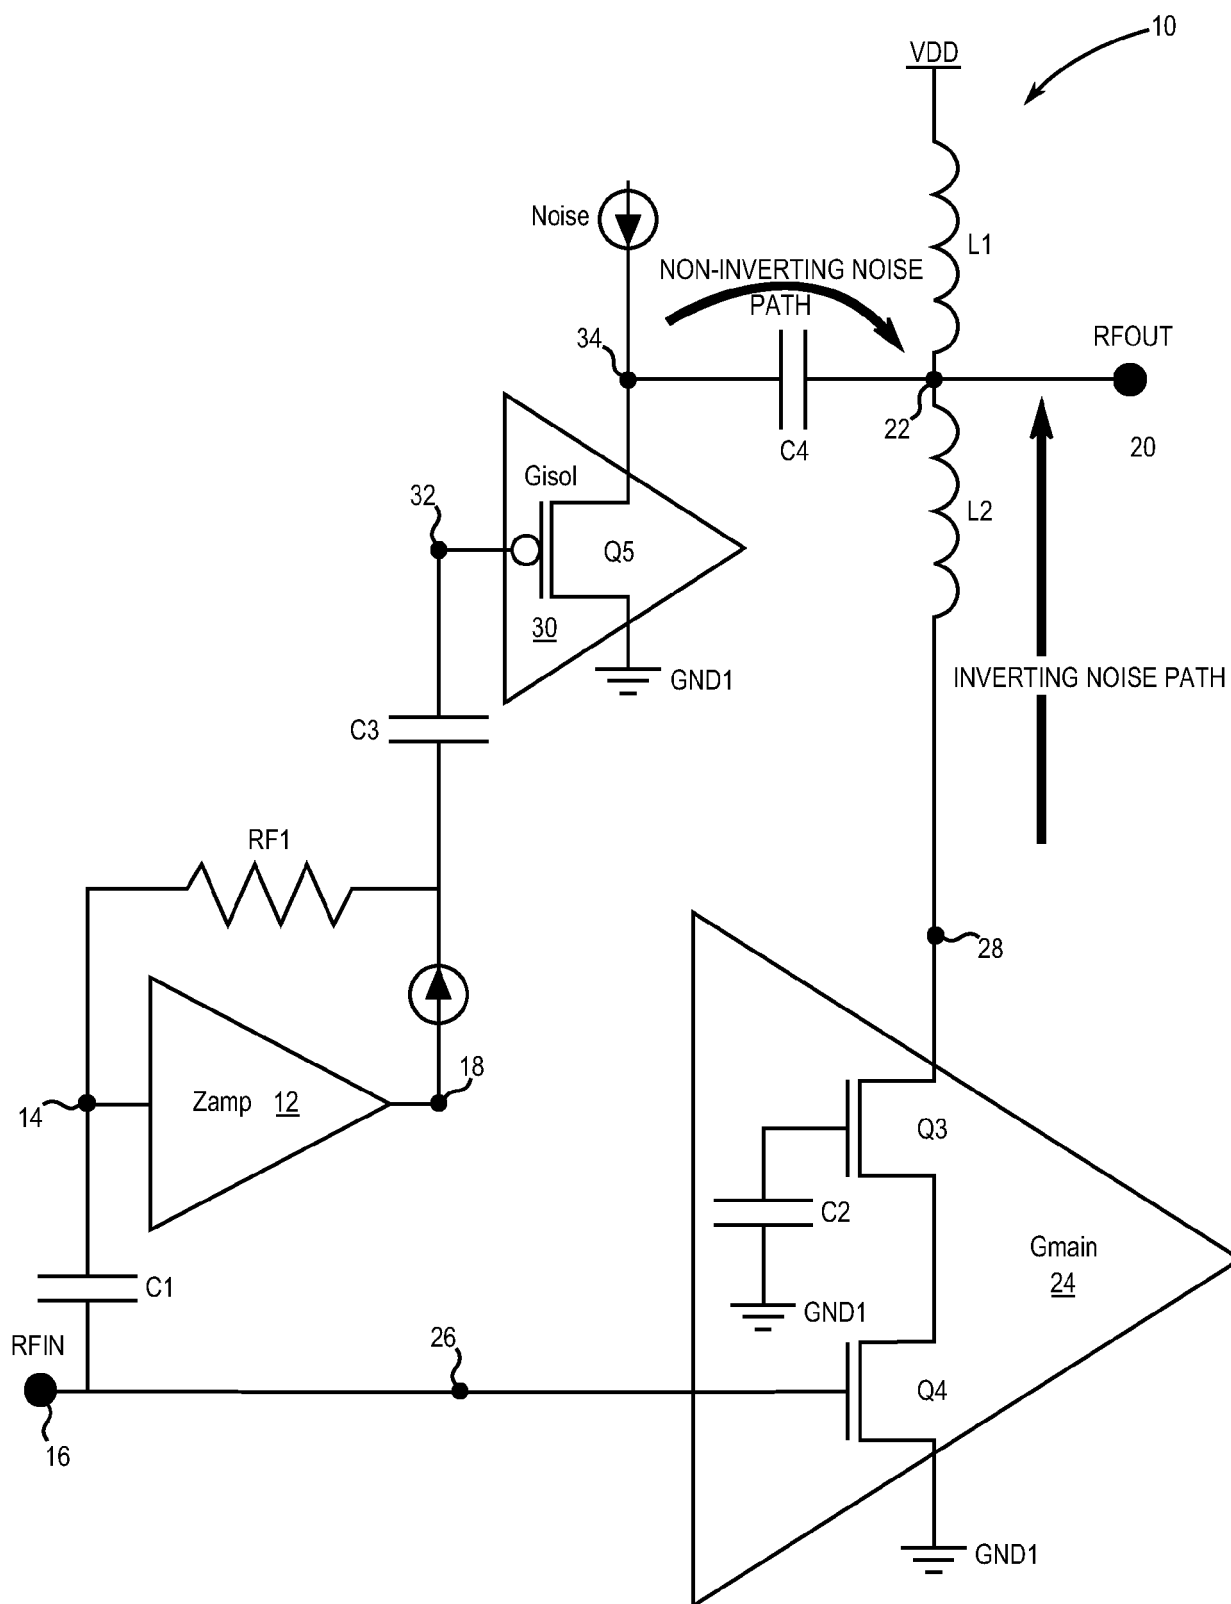 10
VDD
Noise
L1
NON-INVERTING NOISE
PATH
34
RFOUT
22
20
C4
Gisol
32
L2
Q5
30
GND1
INVERTING NOISE PATH
C3
RF1
28
18
Zamp 12
14
Q3
C2
Gmain
24
C1
GND1
RFIN
26
Q4
16
GND1